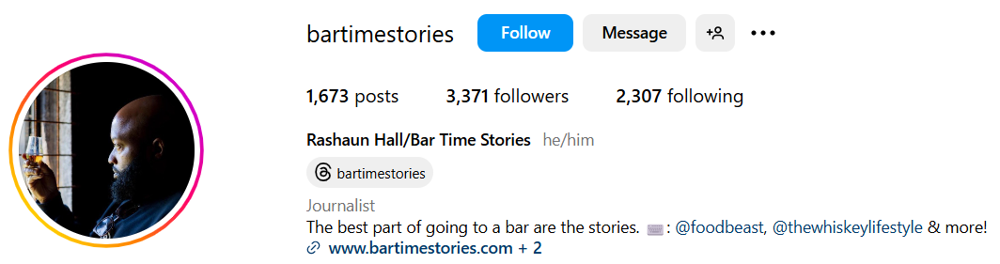 bartimestories Follow Message
1,673 posts 3,371 followers 2,307 following
Rashaun Hall/Bar Time Stories he/him
bartimestories
Journalist
The best part of going to a bar are the stories. ⌨️: @foodbeast, @thewhiskeylifestyle & more!
www.bartimestories.com + 2